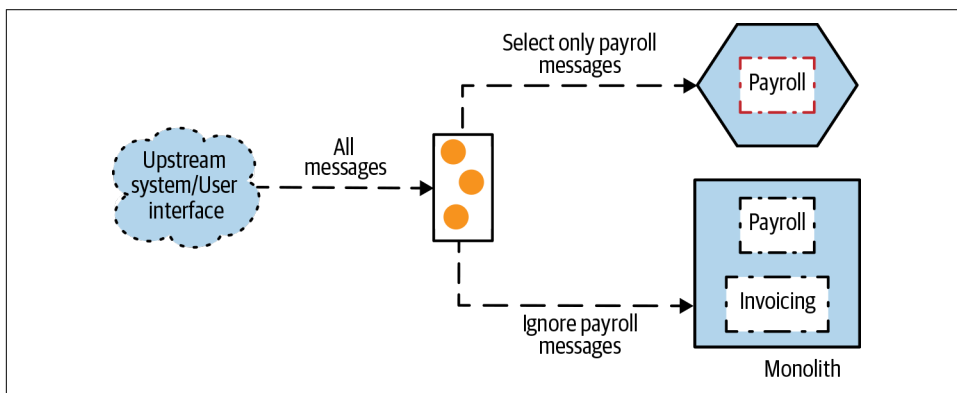 Select only payroll
messages
Payroll
All
messages
Upstream
system/User
interface
Payroll
Invoicing
Ignore payroll
messages
Monolith